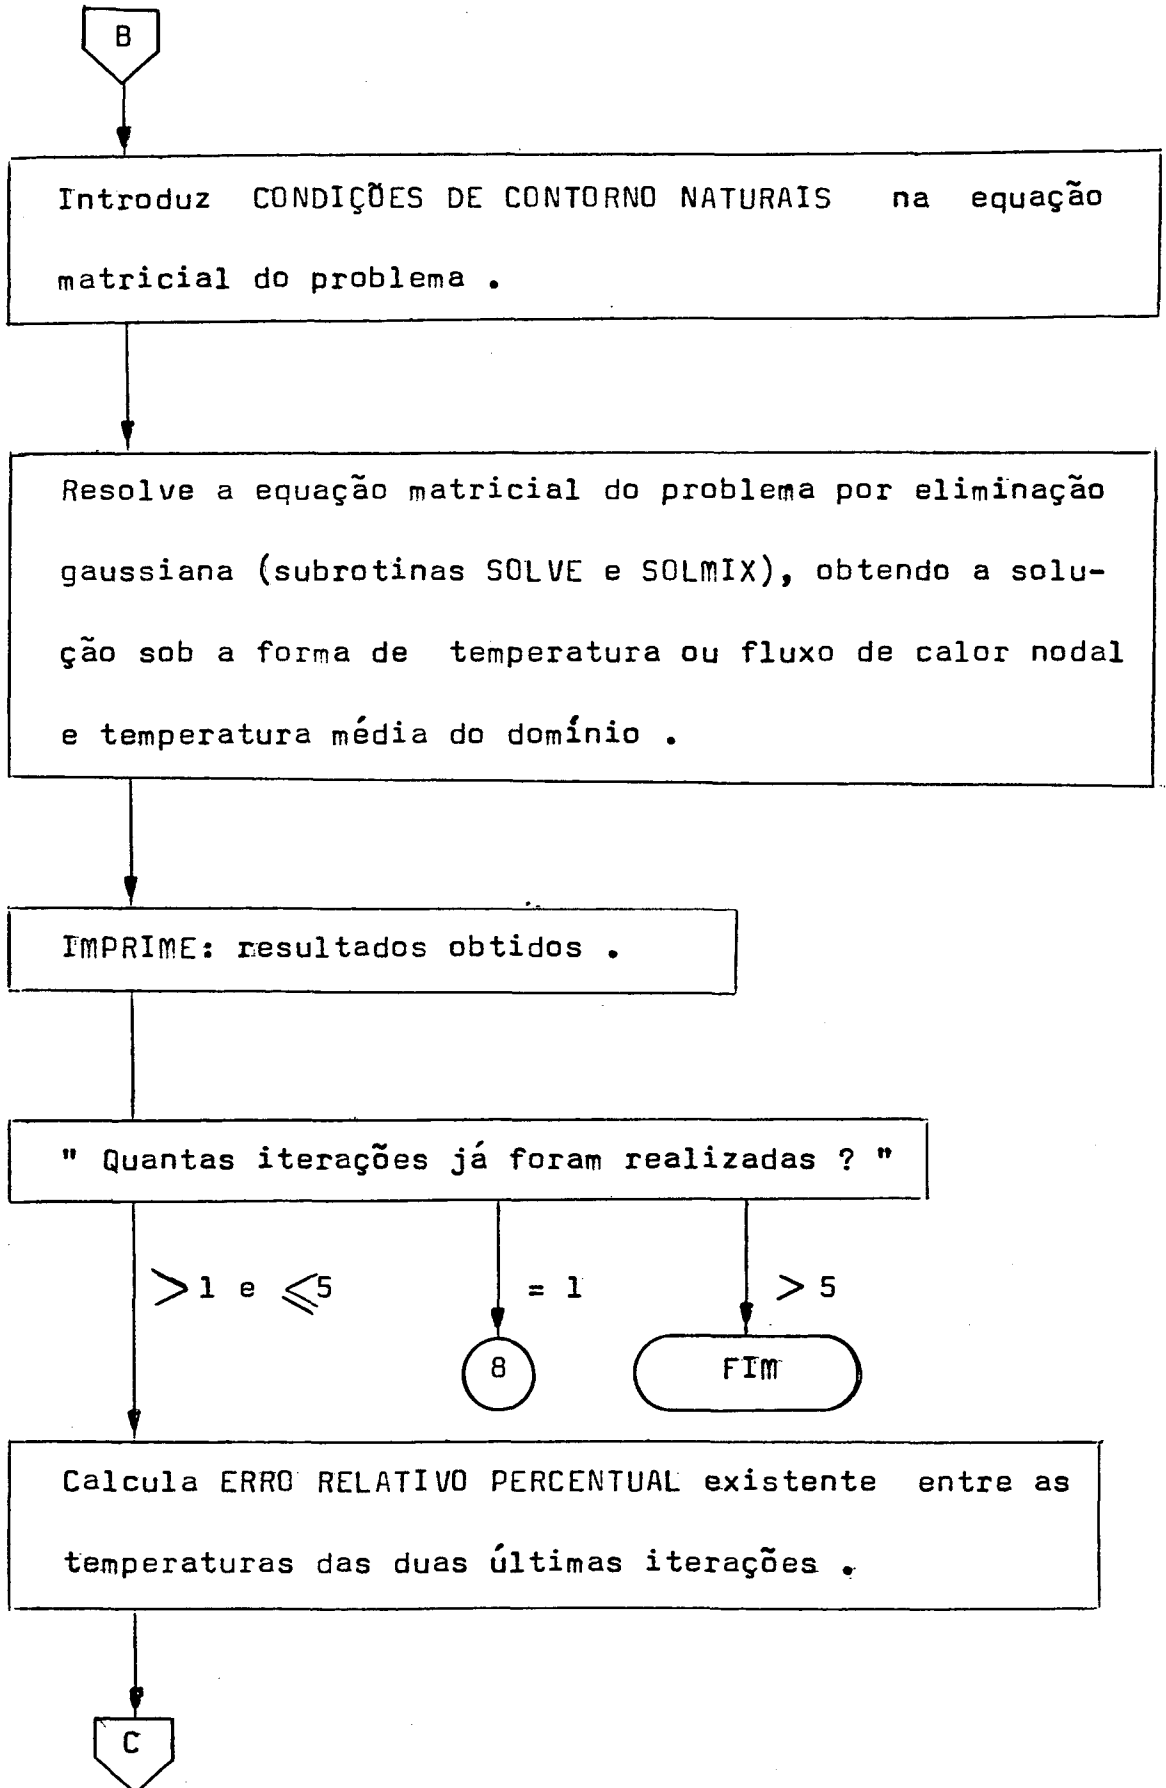 B
Introduz CONDIÇÕES DE CONTORNO NATURAIS na equação
matricial do problema .
Resolve a equação matricial do problema por eliminação
gaussiana (subrotinas SOLVE e SOLMIX), obtendo a solu-
ção sob a forma de temperatura ou fluxo de calor nodal
e temperatura média do domínio .
IMPRIME: resultados obtidos .
" Quantas iterações já foram realizadas ? "
>1 e ⩽5 = 1 > 5
8 FIM
Calcula ERRO RELATIVO PERCENTUAL existente entre as
temperaturas das duas últimas iterações .
C